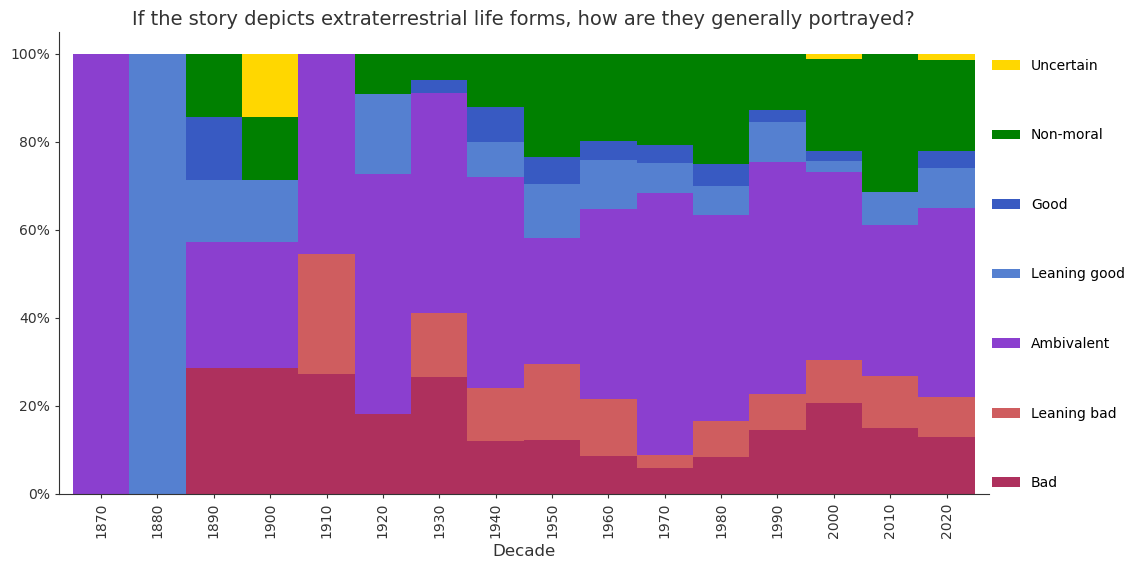 If the story depicts extraterrestrial life forms, how are they generally portrayed?
100%
80%
60%
40%
20%
0%
1870
1880
1890
1900
1910
1920
1930
1940
1950
1960
1970
1980
1990
2000
2010
2020
Decade
Uncertain
Non-moral
Good
Leaning good
Ambivalent
Leaning bad
Bad